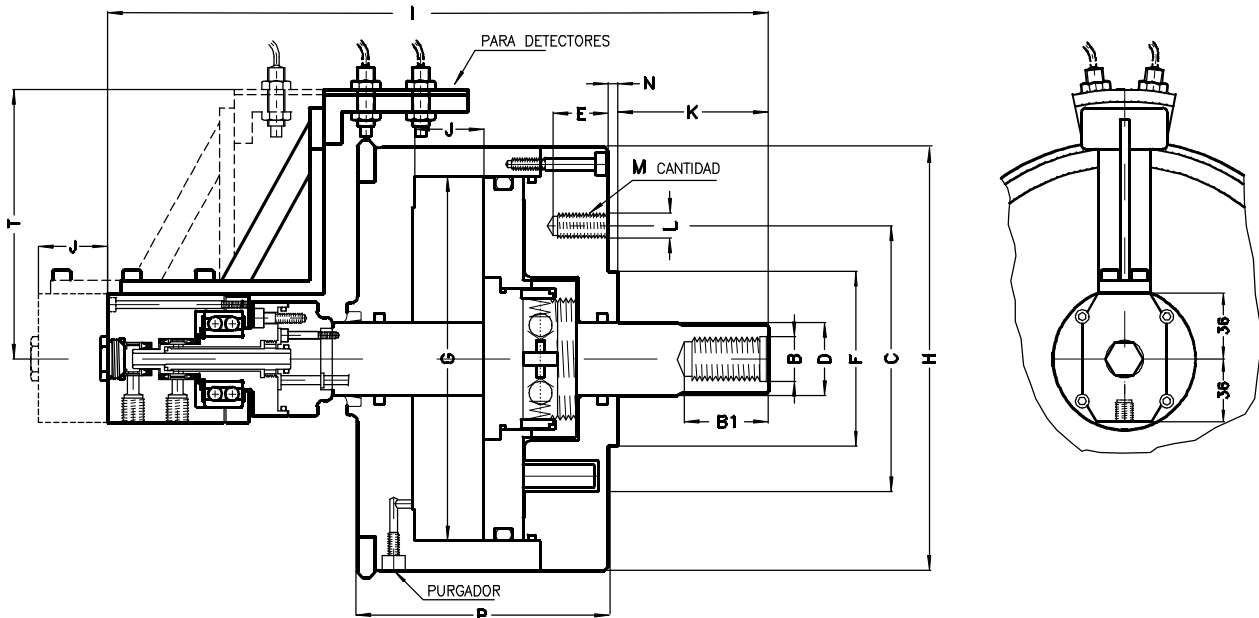 I
PARA DETECTORES
N
E
K
J
M CANTIDAD
L
T
J
G
B
D
F
C
H
B1
36
36
PURGADOR